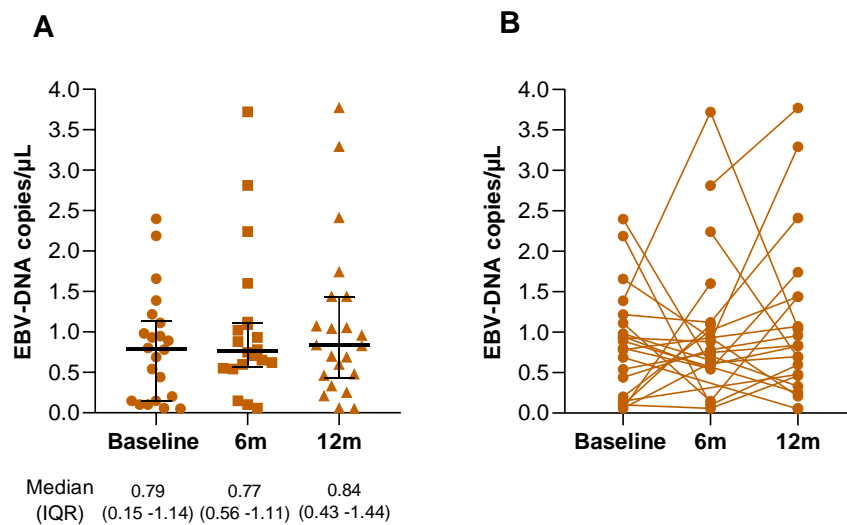 A
EBV-DNA copies/µL
4.0
3.5
3.0
2.5
2.0
1.5
1.0
0.5
0.0
Baseline 6m 12m
Median 0.79 0.77 0.84
(IQR) (0.15 -1.14) (0.56 -1.11) (0.43 -1.44)
B
EBV-DNA copies/µL
4.0
3.5
3.0
2.5
2.0
1.5
1.0
0.5
0.0
Baseline 6m 12m